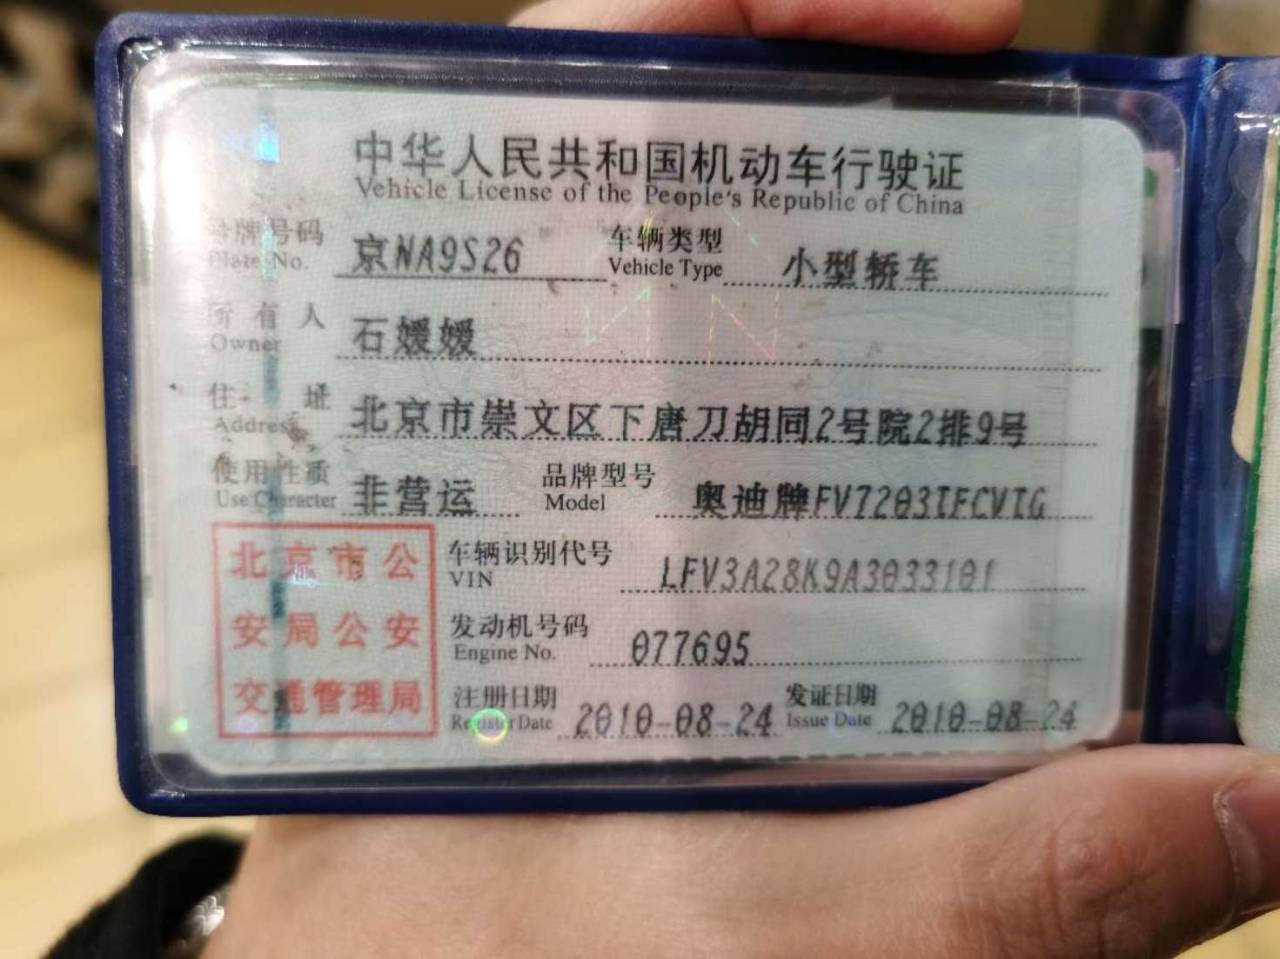 中华人民共和国机动车行驶证
Vehicle License of the People's Republic of China
号牌号码 京NA9S26 车辆类型 小型轿车
Plate No. Vehicle Type
所有人 石媛媛
Owner
住址 北京市崇文区下唐刀胡同2号院2排9号
Address
使用性质 非营运 品牌型号 奥迪牌FV7203TFCVTG
Use Character Model
北京市公
安局公安
交通管理局
车辆识别代号 LFV3A28K9A3033101
VIN
发动机号码 077695
Engine No.
注册日期 2010-08-24 发证日期 2010-08-24
Register Date Issue Date